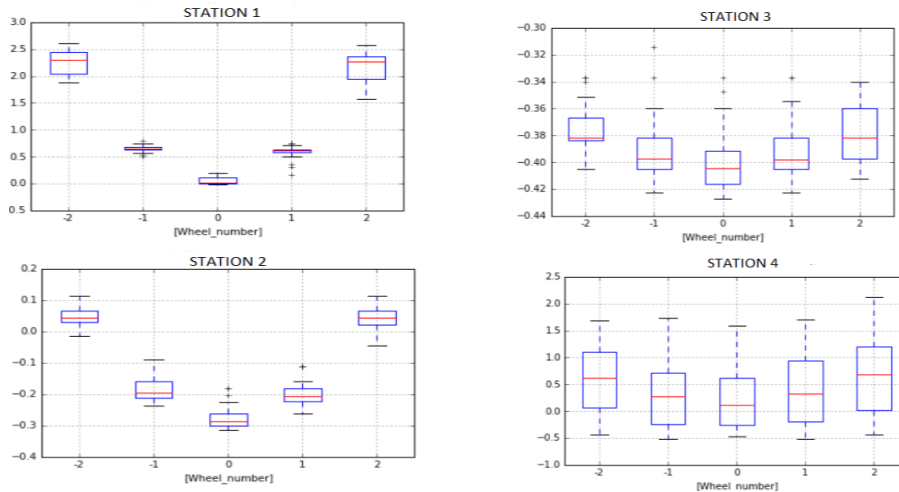 STATION 1
3.0
2.5
2.0
1.5
1.0
0.5
0.0
0.5
-2 -1 0 1 2
[Wheel_number]
STATION 3
−0.30
−0.32
−0.34
−0.36
−0.38
−0.40
−0.42
−0.44
-2 -1 0 1 2
[Wheel_number]
STATION 2
0.2
0.1
0.0
−0.1
−0.2
−0.3
−0.4
-2 -1 0 1 2
[Wheel_number]
STATION 4
2.5
2.0
1.5
1.0
0.5
0.0
−0.5
−1.0
-2 -1 0 1 2
[Wheel_number]